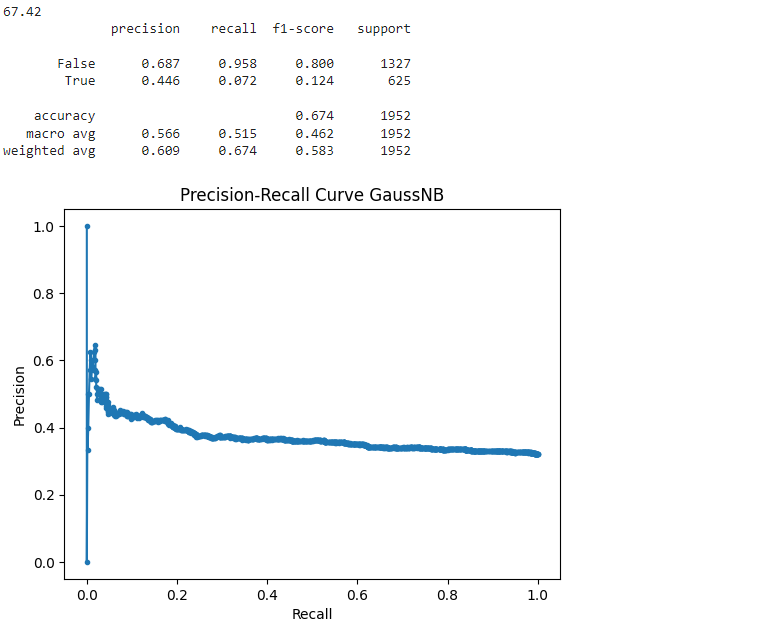 67.42
precision recall f1-score support
False 0.687 0.958 0.800 1327
True 0.446 0.072 0.124 625
accuracy 0.674 1952
macro avg 0.566 0.515 0.462 1952
weighted avg 0.609 0.674 0.583 1952
Precision-Recall Curve GaussNB
1.0
0.8
0.6
0.4
0.2
0.0
Precision
0.0 0.2 0.4 0.6 0.8 1.0
Recall